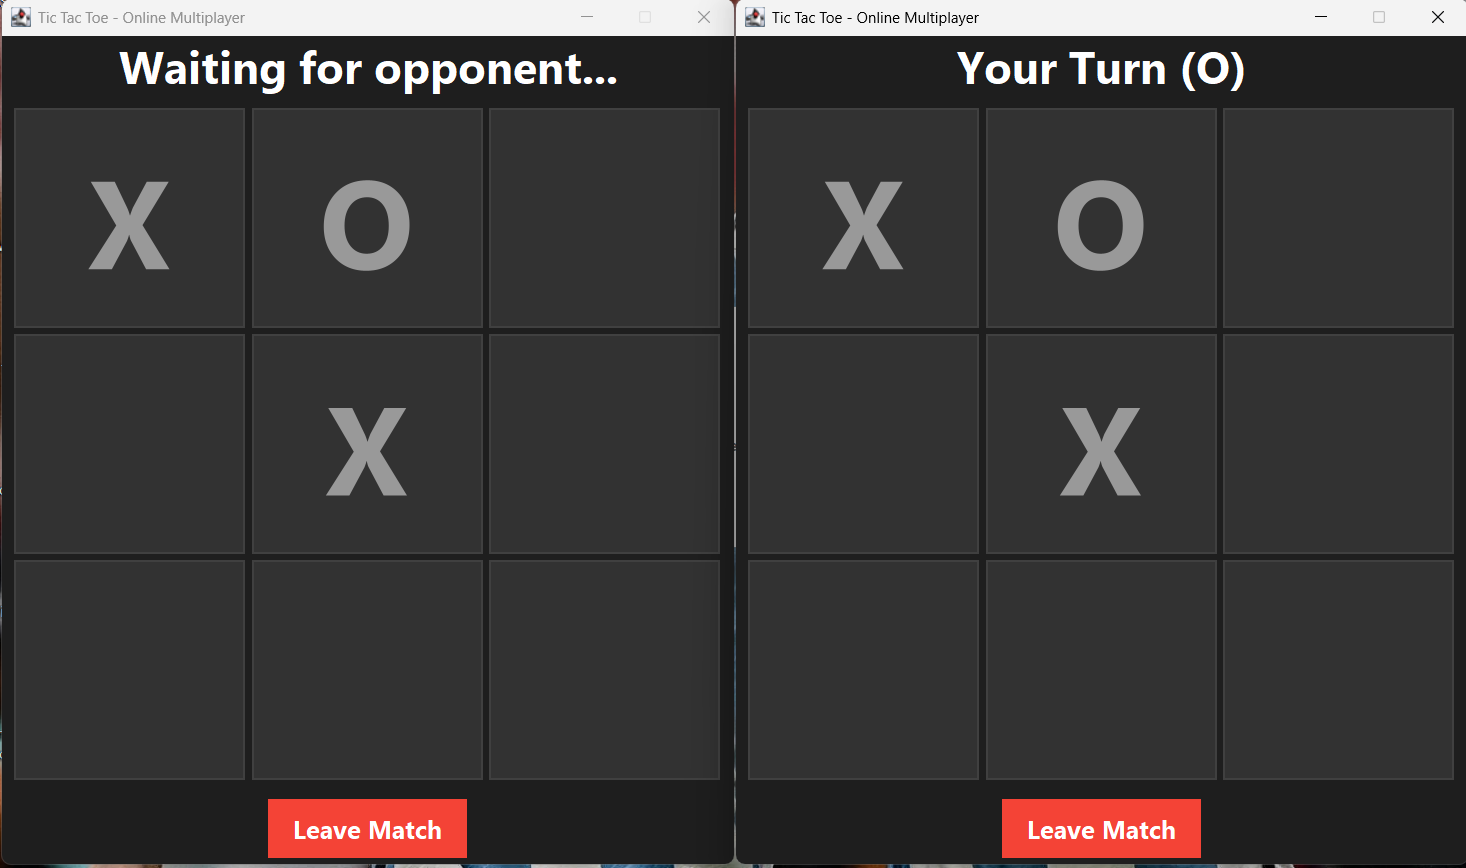 Tic Tac Toe - Online Multiplayer
Waiting for opponent...
X O
X
Leave Match
Tic Tac Toe - Online Multiplayer
Your Turn (O)
X O
X
Leave Match